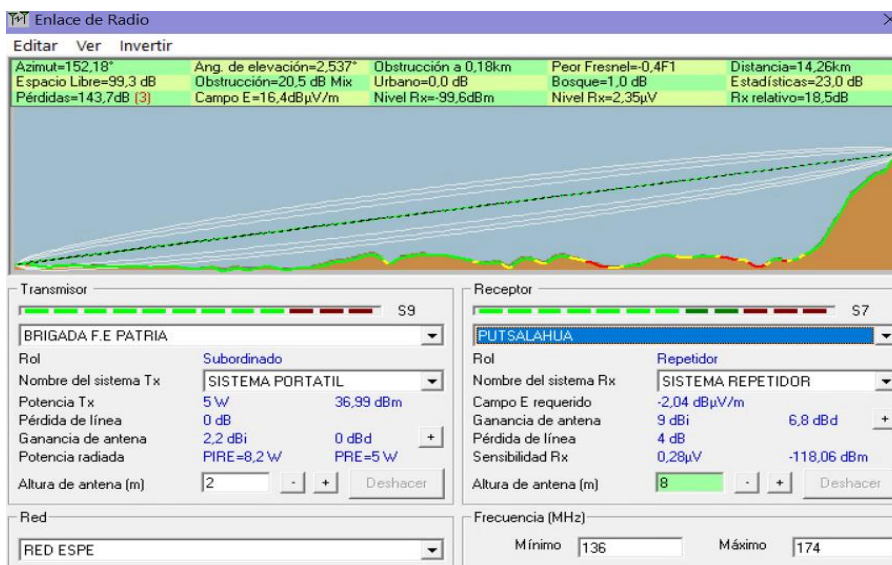 Enlace de Radio
Editar Ver Invertir
Azimut=152,18° Ang. de elevación=2,537° Obstrucción a 0,18km Peor Fresnel=-0,4F1 Distancia=14,26km
Espacio Libre=99,3 dB Obstrucción=20,5 dB Mix Urbano=0,0 dB Bosque=1,0 dB Estadísticas=23,0 dB
Pérdidas=143,7dB (3) Campo E=16,4dBµV/m Nivel Rx=-99,6dBm Nivel Rx=2,35µV Rx relativo=18,5dB
Transmisor
S9
BRIGADA F.E PATRIA
Rol Subordinado
Nombre del sistema Tx SISTEMA PORTATIL
Potencia Tx 5 W 36,99 dBm
Pérdida de línea 0 dB
Ganancia de antena 2,2 dBi 0 dBd +
Potencia radiada PIRE=8,2 W PRE=5 W
Altura de antena (m) 2 - + Deshacer
Receptor
S7
PUTSALAHUA
Rol Repetidor
Nombre del sistema Rx SISTEMA REPETIDOR
Campo E requerido -2,04 dBµV/m
Ganancia de antena 9 dBi 6,8 dBd +
Pérdida de línea 4 dB
Sensibilidad Rx 0,28µV -118,06 dBm
Altura de antena (m) 8 - + Deshacer
Red
RED ESPE
Frecuencia (MHz)
Mínimo 136 Máximo 174